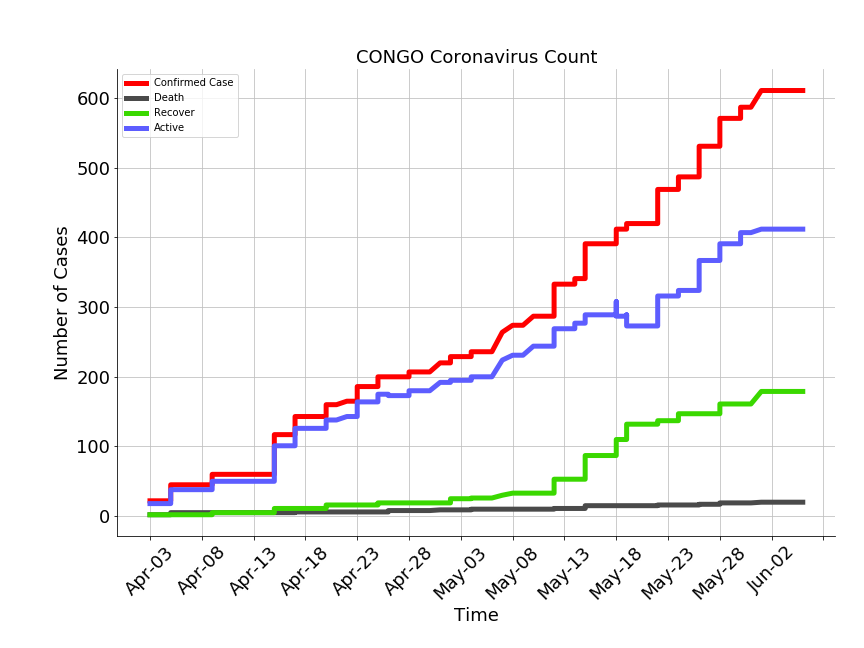 CONGO Coronavirus Count
Confirmed Case
Death
Recover
Active
600
500
400
300
200
100
0
Number of Cases
Apr-03
Apr-08
Apr-13
Apr-18
Apr-23
Apr-28
May-03
May-08
May-13
May-18
May-23
May-28
Jun-02
Time